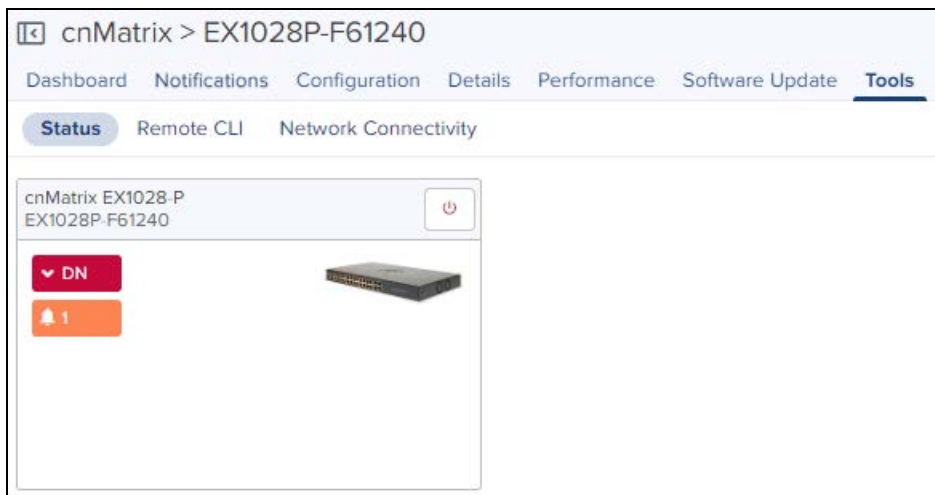 cnMatrix > EX1028P-F61240
Dashboard Notifications Configuration Details Performance Software Update Tools
Status Remote CLI Network Connectivity
cnMatrix EX1028-P
EX1028P-F61240
DN
1